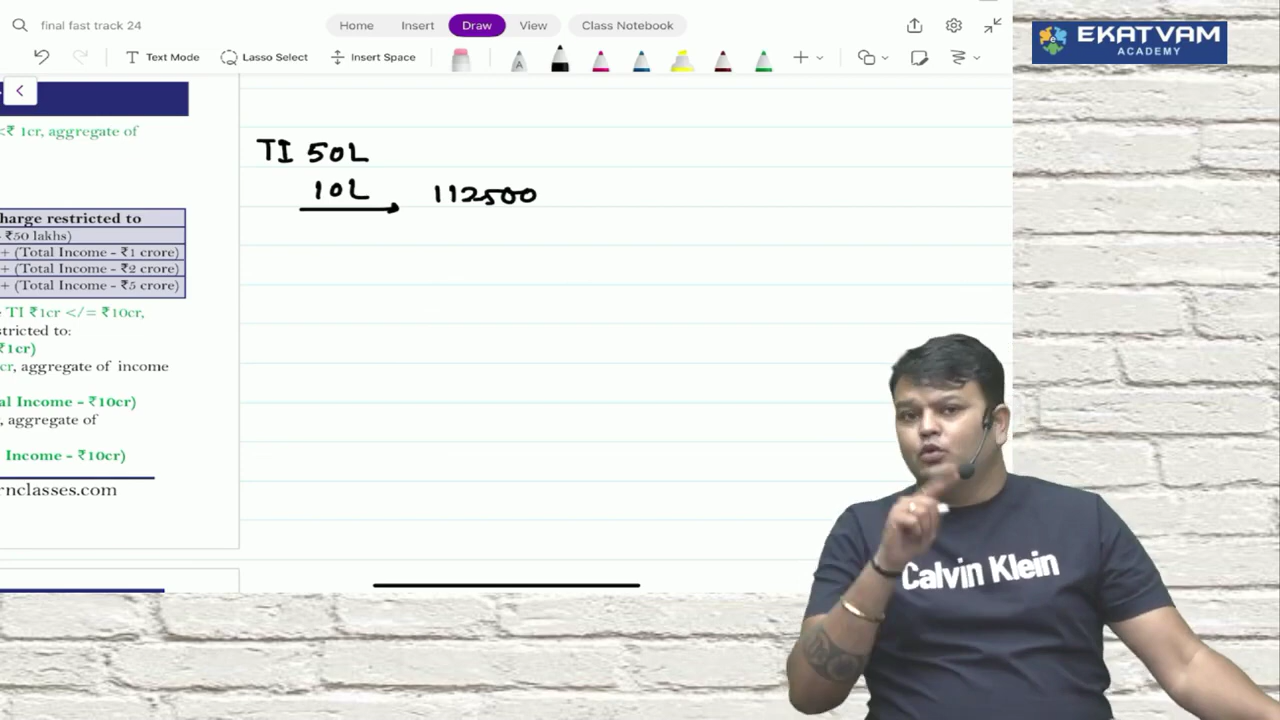 final fast track 24
Home Insert Draw View Class Notebook
Text Mode Lasso Select Insert Space
EKATVAM
ACADEMY
<₹ 1cr, aggregate of
harge restricted to
₹50 lakhs)
+ (Total Income - ₹1 crore)
+ (Total Income - ₹2 crore)
+ (Total Income - ₹5 crore)
TI ₹1cr </= ₹10cr,
stricted to:
₹1cr)
cr, aggregate of income
al Income - ₹10cr)
, aggregate of
Income - ₹10cr)
rnclasses.com
TI 50L
10L 112500
Calvin Klein